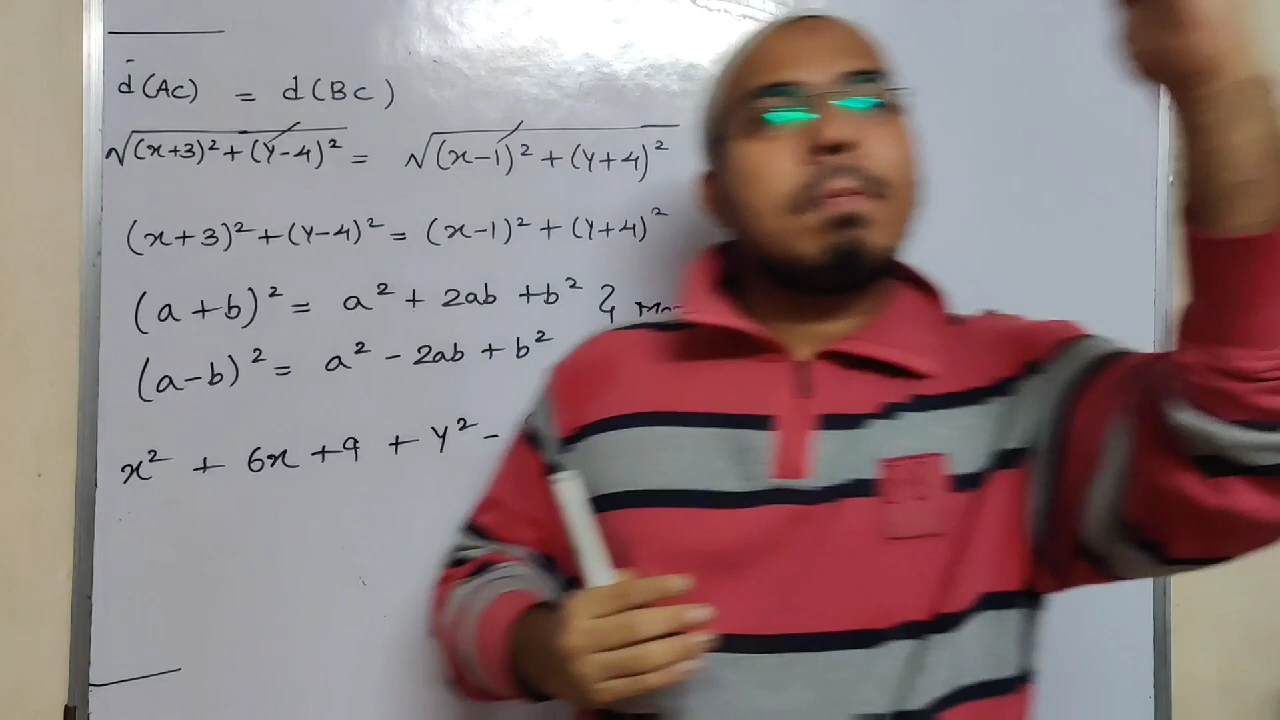 d(AC) = d(BC)
√(x+3)² + (y-4)² = √(x-1)² + (y+4)²
(x+3)² + (y-4)² = (x-1)² + (y+4)²
(a+b)² = a² + 2ab + b² }
(a-b)² = a² - 2ab + b²
x² + 6x + 9 + y² -